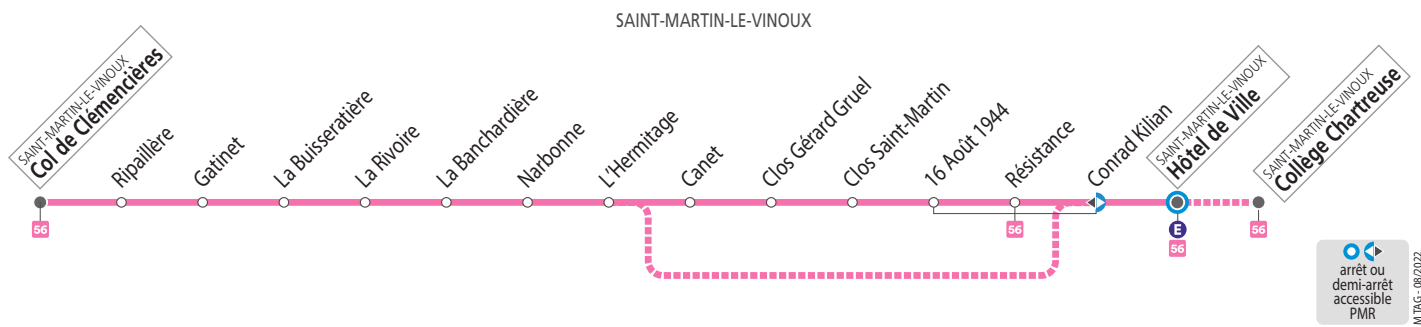 SAINT-MARTIN-LE-VINOUX
SAINT-MARTIN-LE-VINOUX
Col de Clémencières
Ripaillère
Gatinet
La Buisseratière
La Rivoire
La Banchardière
Narbonne
L'Hermitage
Canet
Clos Gérard Gruel
Clos Saint-Martin
16 Août 1944
Résistance
Conrad Kilian
SAINT-MARTIN-LE-VINOUX
Hôtel de Ville
SAINT-MARTIN-LE-VINOUX
Collège Chartreuse
56
56
E
56
56
arrêt ou
demi-arrêt
accessible
PMR
M TAG - 08/2022